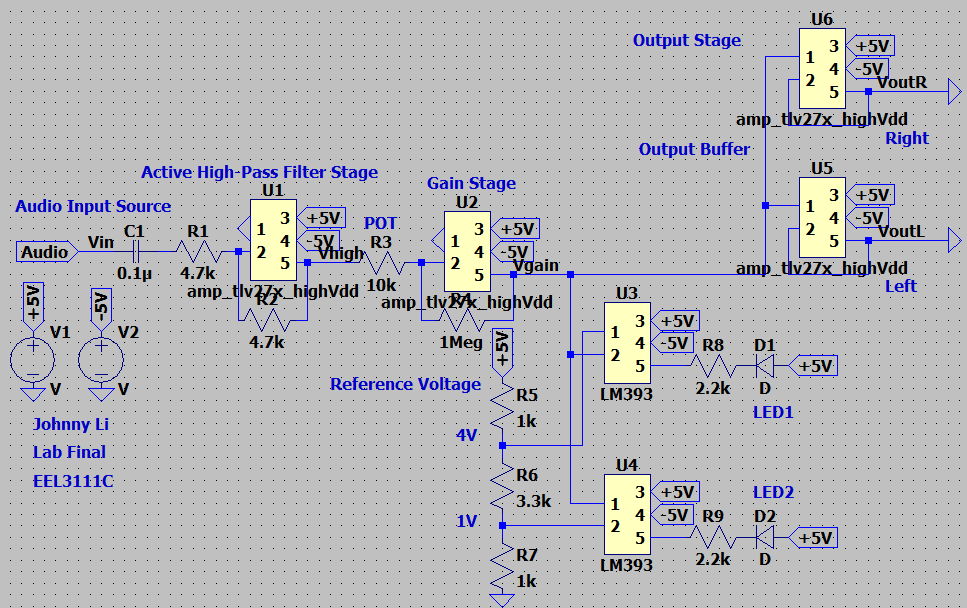 U6
Output Stage
3
+5V
1
4
-5V
2
5
VoutR
amp_tlv27x_highVdd
Right
Output Buffer
U5
3
+5V
1
4
-5V
2
5
VoutL
amp_tlv27x_highVdd
Left
Active High-Pass Filter Stage
U1
3
+5V
1
4
-5V
2
5
Vhigh
amp_tlv27x_highVdd
Gain Stage
U2
3
+5V
1
4
-5V
2
5
Vgain
amp_tlv27x_highVdd
Audio Input Source
Audio
Vin
C1
0.1µ
R1
4.7k
R2
4.7k
POT
R3
10k
R4
1Meg
+5V
-5V
V1
V2
V
V
Johnny Li
Lab Final
EEL3111C
Reference Voltage
+5V
R5
1k
4V
R6
3.3k
1V
R7
1k
U3
3
+5V
1
4
-5V
2
5
LM393
R8
2.2k
D1
D
+5V
LED1
U4
3
+5V
1
4
-5V
2
5
LM393
LED2
R9
2.2k
D2
D
+5V